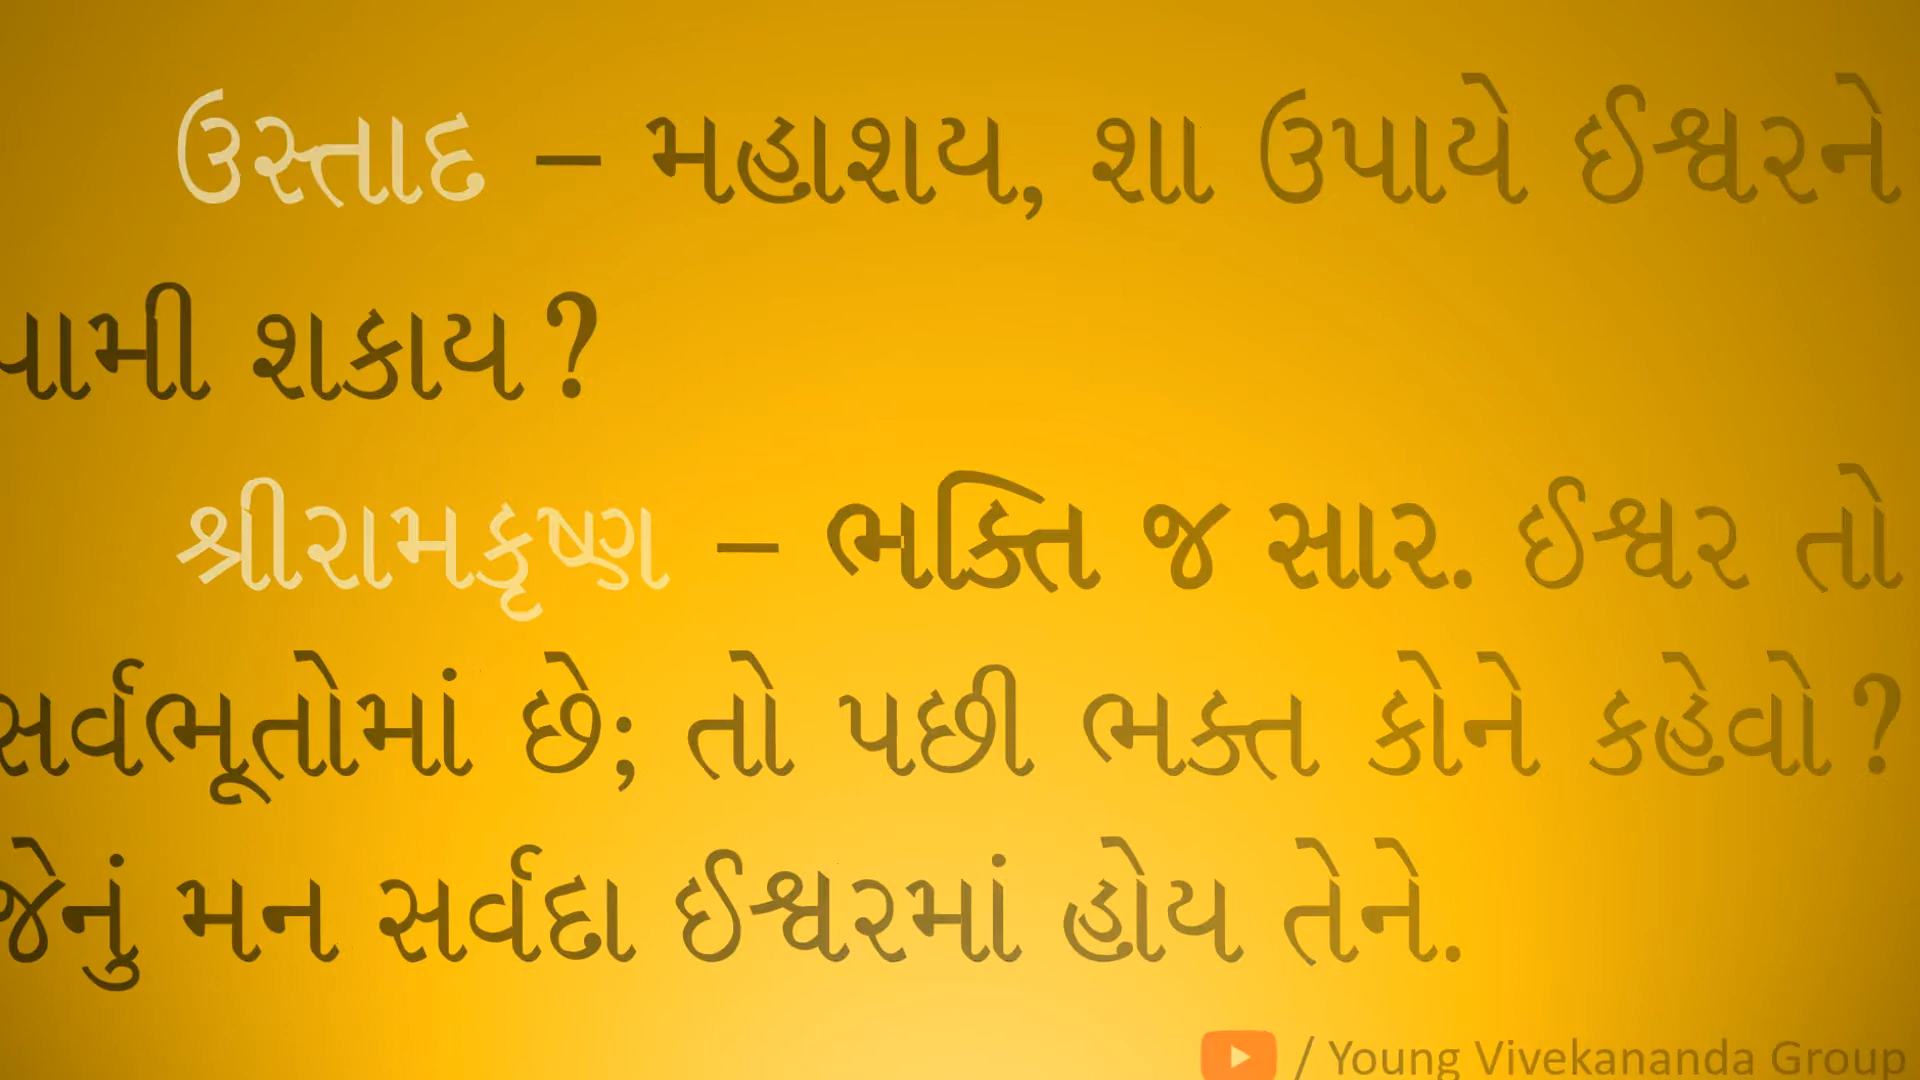 ઉસ્તાદ – મહાશય, શા ઉપાયે ઈશ્વરને
પામી શકાય?
શ્રીરામકૃષ્ણ – ભક્તિ જ સાર. ઈશ્વર તો
સર્વભૂતોમાં છે; તો પછી ભક્ત કોને કહેવો?
જેનું મન સર્વદા ઈશ્વરમાં હોય તેને.
/ Young Vivekananda Group